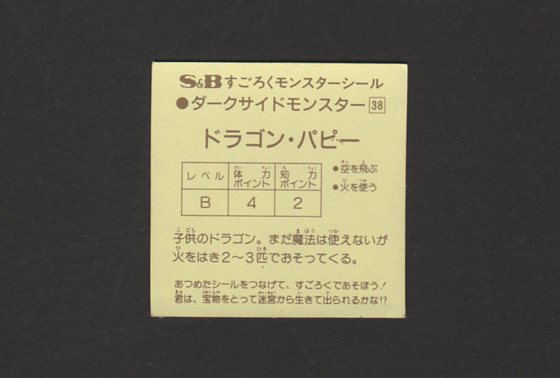 S&Bすごろくモンスターシール
●ダークサイドモンスター 38
ドラゴン・パピー
レベル 体力ポイント 知力ポイント
B 4 2
●空を飛ぶ
●火を使う
子供のドラゴン。まだ魔法は使えないが
火をはき2〜3匹でおそってくる。
あつめたシールをつなげて、すごろくであそぼう！
君は、宝物をとって迷宮から生きて出られるかな!?